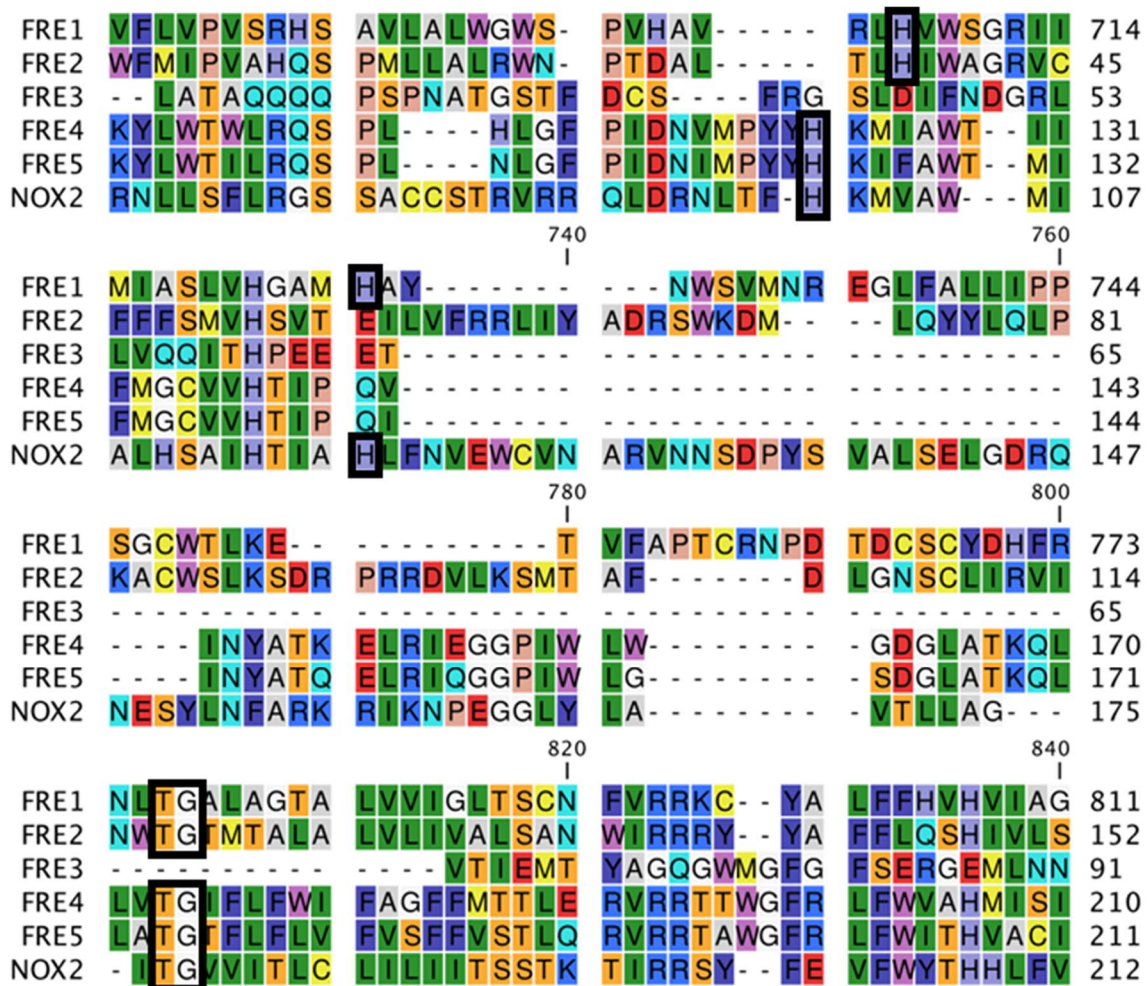 FRE1 VFLVPVSRHS AVLALWGWS- PVHAV----- RLHVWSGRII 714
FRE2 WFMIPVAHQS PMLLALRWN- PTDAL----- TLHIWAGRVC 45
FRE3 --LATAQQQQ PSPNATGSTF DCS----FRG SLDIFNDGRL 53
FRE4 KYLWTWLRQS PL----HLGF PIDNVMPYYH KMIAWT--II 131
FRE5 KYLWTILRQS PL----NLGF PIDNIMPYYH KIFAWT--MI 132
NOX2 RNLLSFLRGS SACCSTRVRR QLDRNLTF-H KMVAW---MI 107
740 760
FRE1 MIASLVHGAM HAY------- ---NWSVMNR EGLFALLIPP 744
FRE2 FFFSMVHSVT EILVFRRLIY ADRSWKDM-- --LQYYLQLP 81
FRE3 LVQQITHPEE ET-------- ---------- ---------- 65
FRE4 FMGCVVHTIP QV-------- ---------- ---------- 143
FRE5 FMGCVVHTIP QI-------- ---------- ---------- 144
NOX2 ALHSAIHTIA HLFNVEWCVN ARVNNSDPYS VALSELGDRQ 147
780 800
FRE1 SGCWTLKE-- ---------T VFAPTCRNPD TDCSCYDHFR 773
FRE2 KACWSLKSDR PRRDVLKSMT AF-------D LGNSCLIRVI 114
FRE3 ---------- ---------- ---------- ---------- 65
FRE4 ----INYATK ELRIEGGPIW LW-------- -GDGLATKQL 170
FRE5 ----INYATQ ELRIQGGPIW LG-------- -SDGLATKQL 171
NOX2 NESYLNFARK RIKNPEGGLY LA-------- -VTLLAG--- 175
820 840
FRE1 NLTGALAGTA LVVIGLTSCN FVRRKC--YA LFFHVHVIAG 811
FRE2 NWTGTMTALA LVLIVALSAN WIRRRY--YA FFLQSHIVLS 152
FRE3 ---------- ----VTIEMT YAGQGWMGFG FSERGEMLNN 91
FRE4 LVTGIFLFWI FAGFFMTTLE RVRRTTWGFR LFWVAHMISI 210
FRE5 LATGTFLFLV FVSFFVSTLQ RVRRTAWGFR LFWITHVACI 211
NOX2 -ITGVVITLC LILIITSSTK TIRRSY--FE VFWYTHHLFV 212